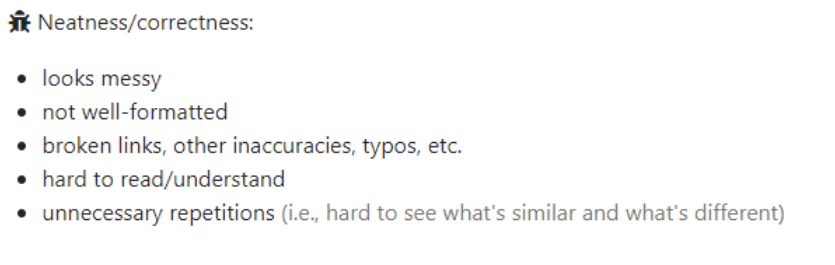 Neatness/correctness:
looks messy
not well-formatted
broken links, other inaccuracies, typos, etc.
hard to read/understand
unnecessary repetitions (i.e., hard to see what's similar and what's different)